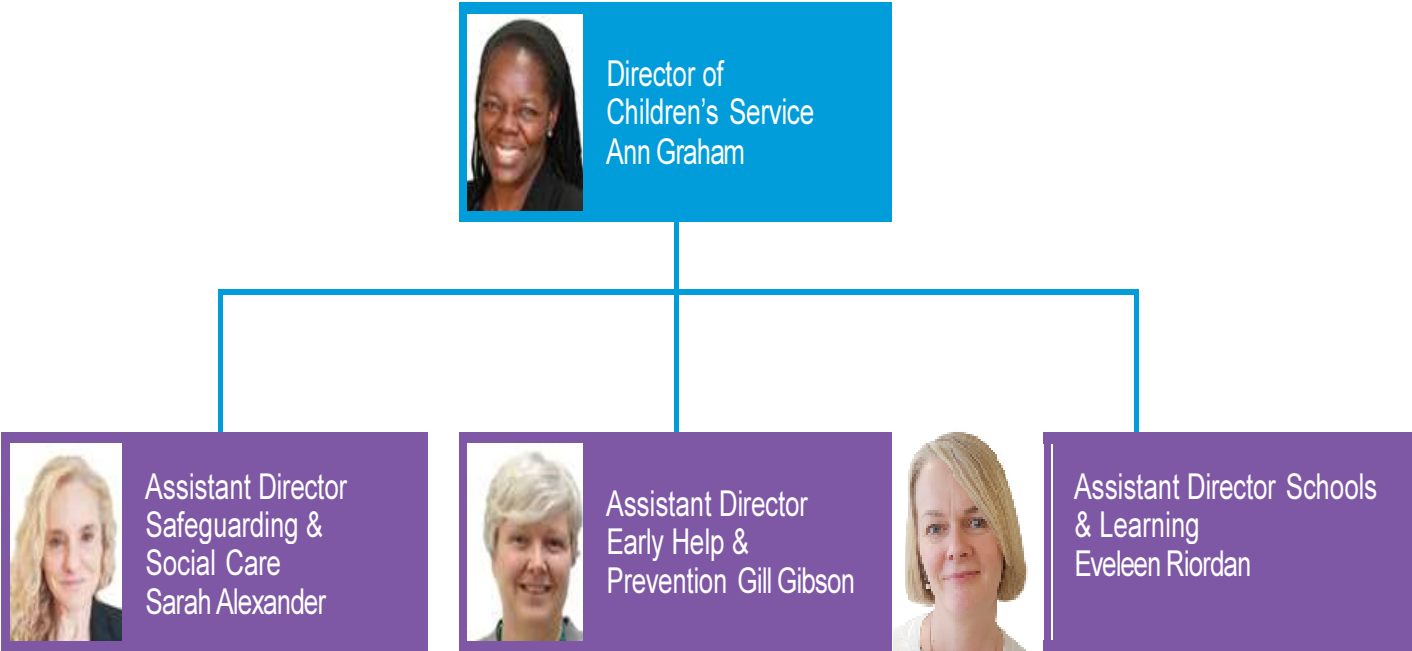 Director of
Children’s Service
Ann Graham
Assistant Director
Safeguarding &
Social Care
Sarah Alexander
Assistant Director
Early Help &
Prevention Gill Gibson
Assistant Director Schools
& Learning
Eveleen Riordan